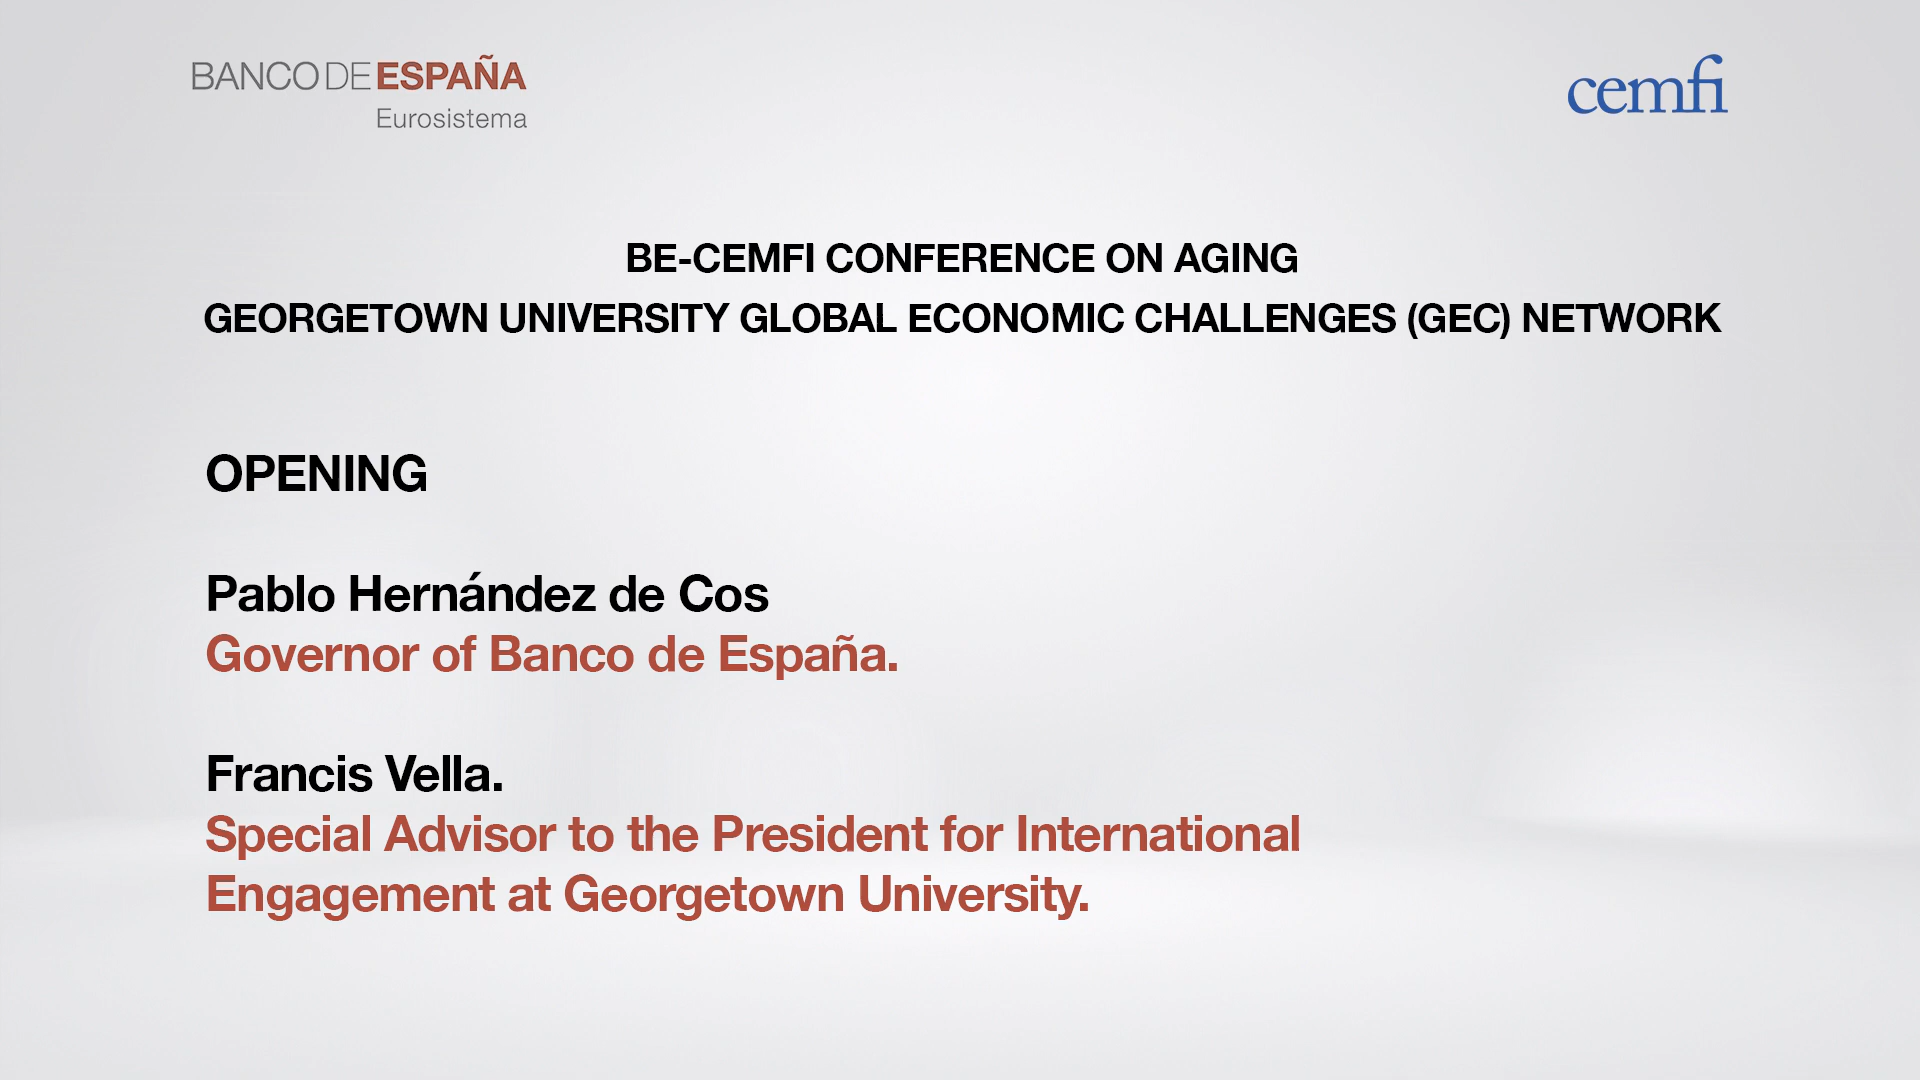 BANCO DE ESPAÑA
Eurosistema
cemfi
BE-CEMFI CONFERENCE ON AGING
GEORGETOWN UNIVERSITY GLOBAL ECONOMIC CHALLENGES (GEC) NETWORK
OPENING
Pablo Hernández de Cos
Governor of Banco de España.
Francis Vella.
Special Advisor to the President for International
Engagement at Georgetown University.